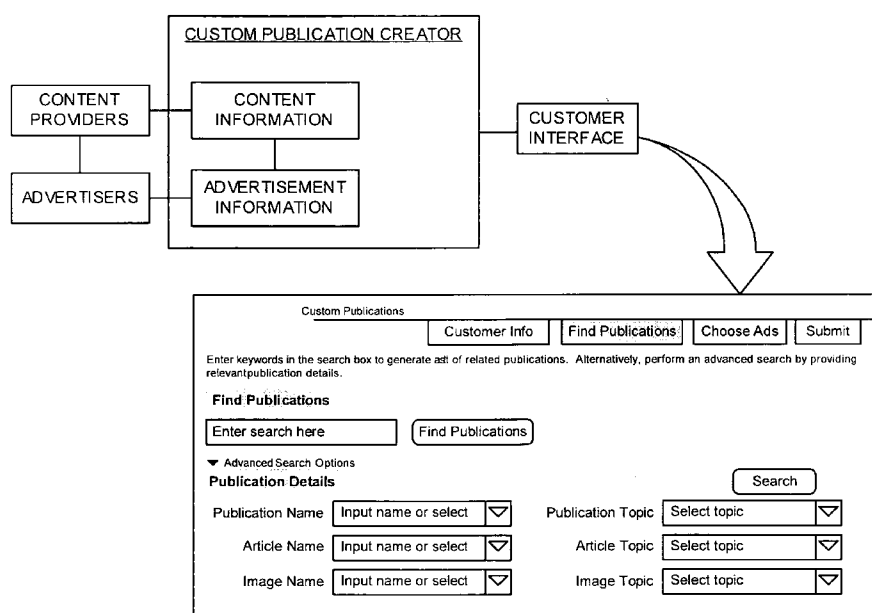 CUSTOM PUBLICATION CREATOR
CONTENT
PROVIDERS
CONTENT
INFORMATION
CUSTOMER
INTERFACE
ADVERTISERS
ADVERTISEMENT
INFORMATION
Custom Publications
Customer Info Find Publications Choose Ads Submit
Enter keywords in the search box to generate of related publications. Alternatively, perform an advanced search by providing
relevantpublication details.
Find Publications
Enter search here Find Publications
Advanced Search Options
Publication Details Search
Publication Name Input name or select Publication Topic Select topic
Article Name Input name or select Article Topic Select topic
Image Name Input name or select Image Topic Select topic